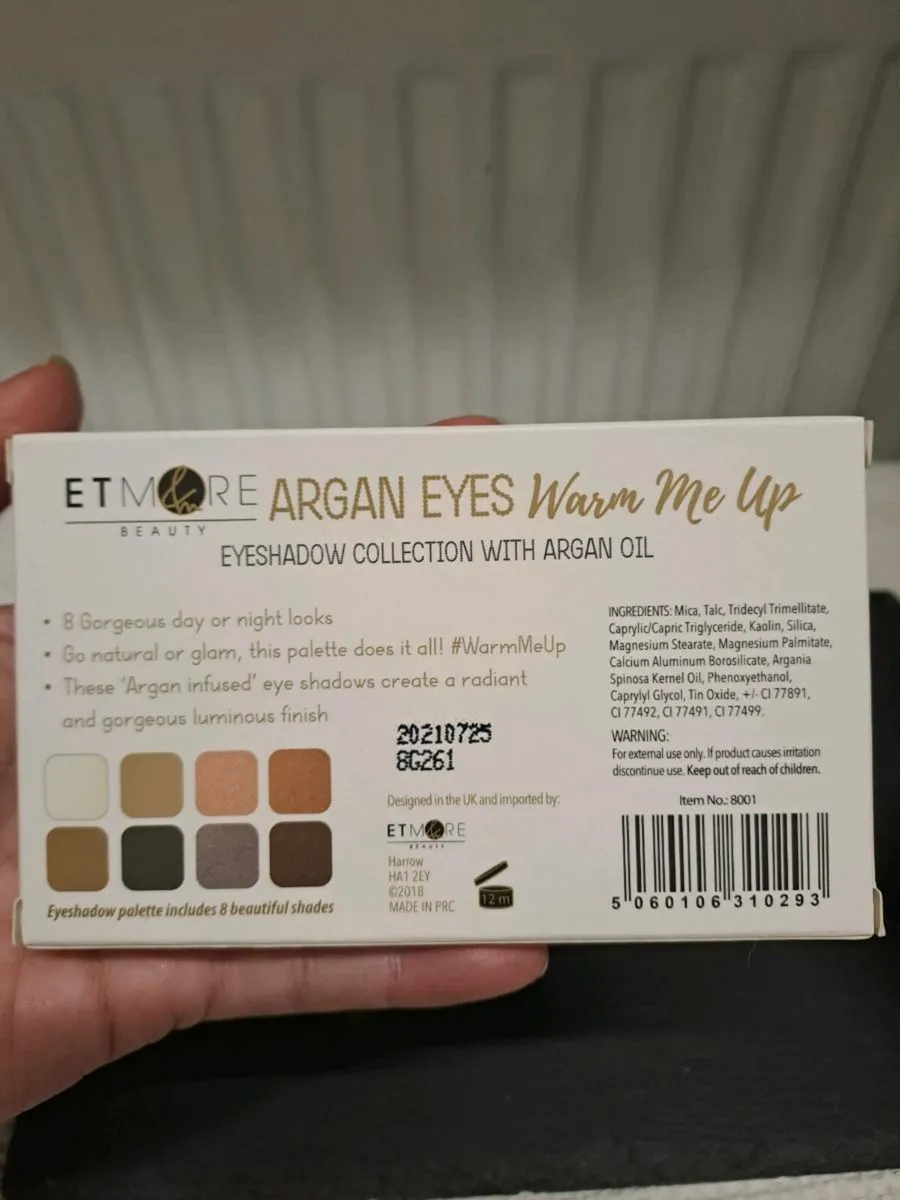 ETM&RE
BEAUTY
ARGAN EYES Warm Me Up
EYESHADOW COLLECTION WITH ARGAN OIL
• 8 Gorgeous day or night looks
• Go natural or glam, this palette does it all! #WarmMeUp
• These 'Argan infused' eye shadows create a radiant
and gorgeous luminous finish
Eyeshadow palette includes 8 beautiful shades
20210725
8G261
Designed in the UK and imported by:
ETM&RE
BEAUTY
Harrow
HA1 2EY
©2018
MADE IN PRC
12 m
INGREDIENTS: Mica, Talc, Tridecyl Trimellitate,
Caprylic/Capric Triglyceride, Kaolin, Silica,
Magnesium Stearate, Magnesium Palmitate,
Calcium Aluminum Borosilicate, Argania
Spinosa Kernel Oil, Phenoxyethanol,
Caprylyl Glycol, Tin Oxide, +/- CI 77891,
CI 77492, CI 77491, CI 77499.
WARNING:
For external use only. If product causes irritation
discontinue use. Keep out of reach of children.
Item No.: 8001
5 060106 310293